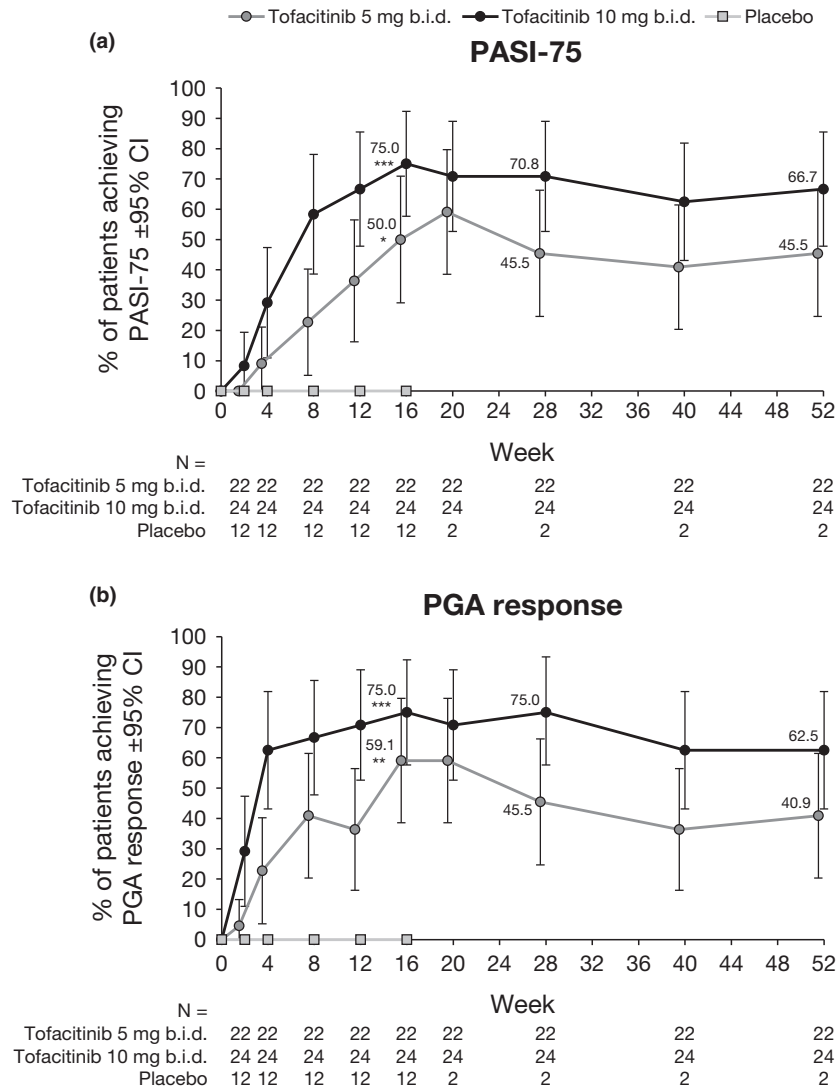 Tofacitinib 5 mg b.i.d. Tofacitinib 10 mg b.i.d. Placebo
(a)
PASI-75
% of patients achieving
PASI-75 ±95% CI
100
90
80
70
60
50
40
30
20
10
0
75.0
***
50.0
*
70.8
45.5
66.7
45.5
0 4 8 12 16 20 24 28 32 36 40 44 48 52
Week
N =
Tofacitinib 5 mg b.i.d. 22 22 22 22 22 22 22 22 22
Tofacitinib 10 mg b.i.d. 24 24 24 24 24 24 24 24 24
Placebo 12 12 12 12 12 2 2 2 2
(b)
PGA response
% of patients achieving
PGA response ±95% CI
100
90
80
70
60
50
40
30
20
10
0
75.0
***
59.1
**
75.0
45.5
62.5
40.9
0 4 8 12 16 20 24 28 32 36 40 44 48 52
Week
N =
Tofacitinib 5 mg b.i.d. 22 22 22 22 22 22 22 22 22
Tofacitinib 10 mg b.i.d. 24 24 24 24 24 24 24 24 24
Placebo 12 12 12 12 12 2 2 2 2